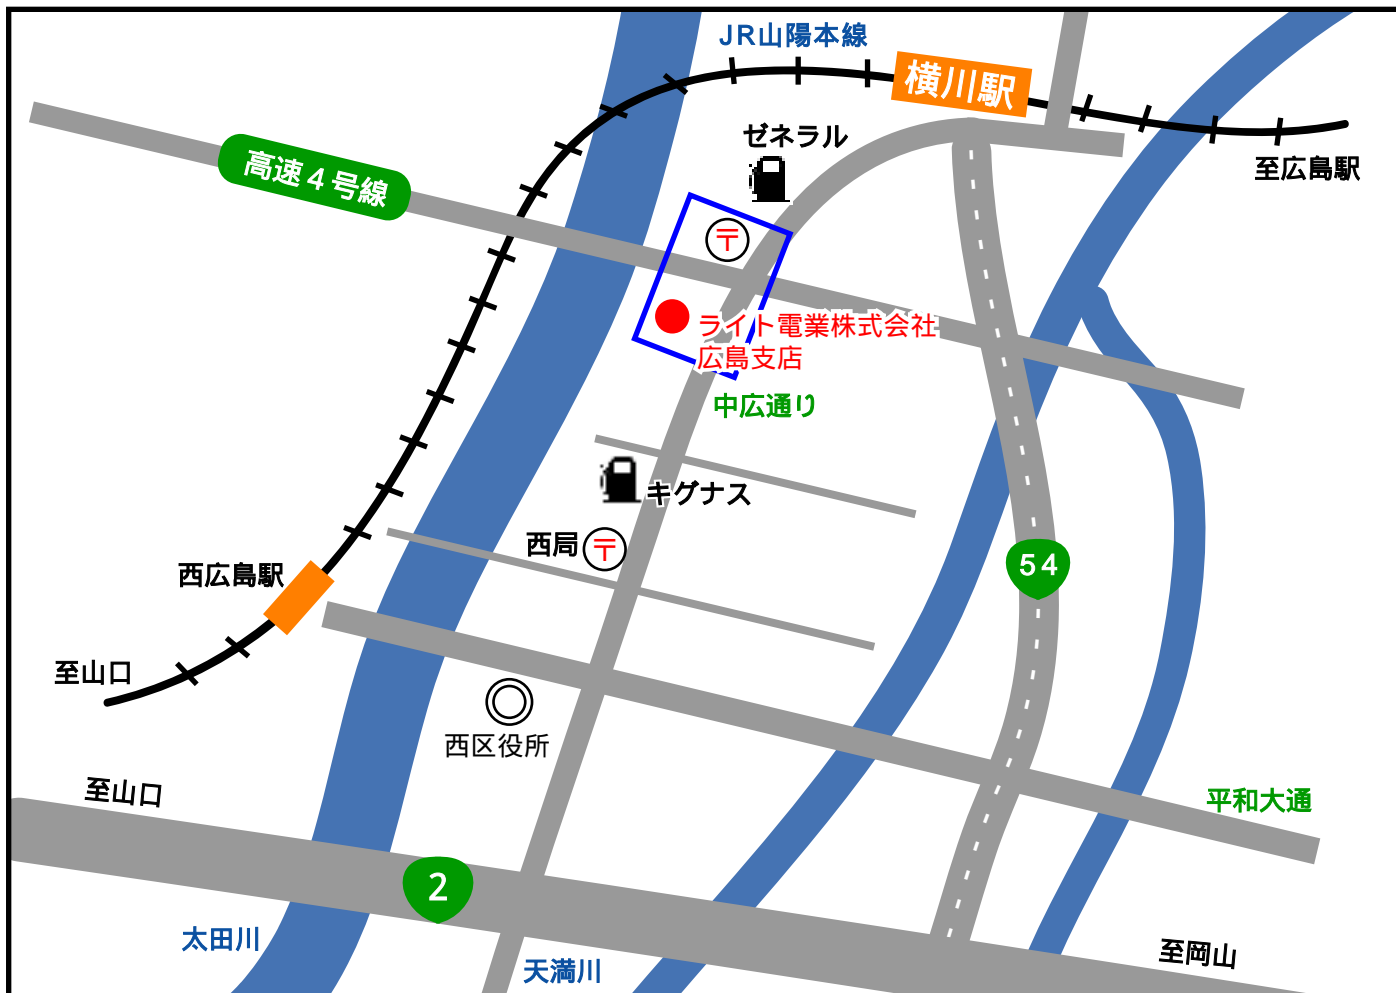 JR山陽本線
横川駅
ゼネラル
高速4号線
至広島駅
〒
ライト電業株式会社
広島支店
中広通り
キグナス
西局
〒
54
西広島駅
至山口
西区役所
至山口
平和大通
2
太田川
至岡山
天満川